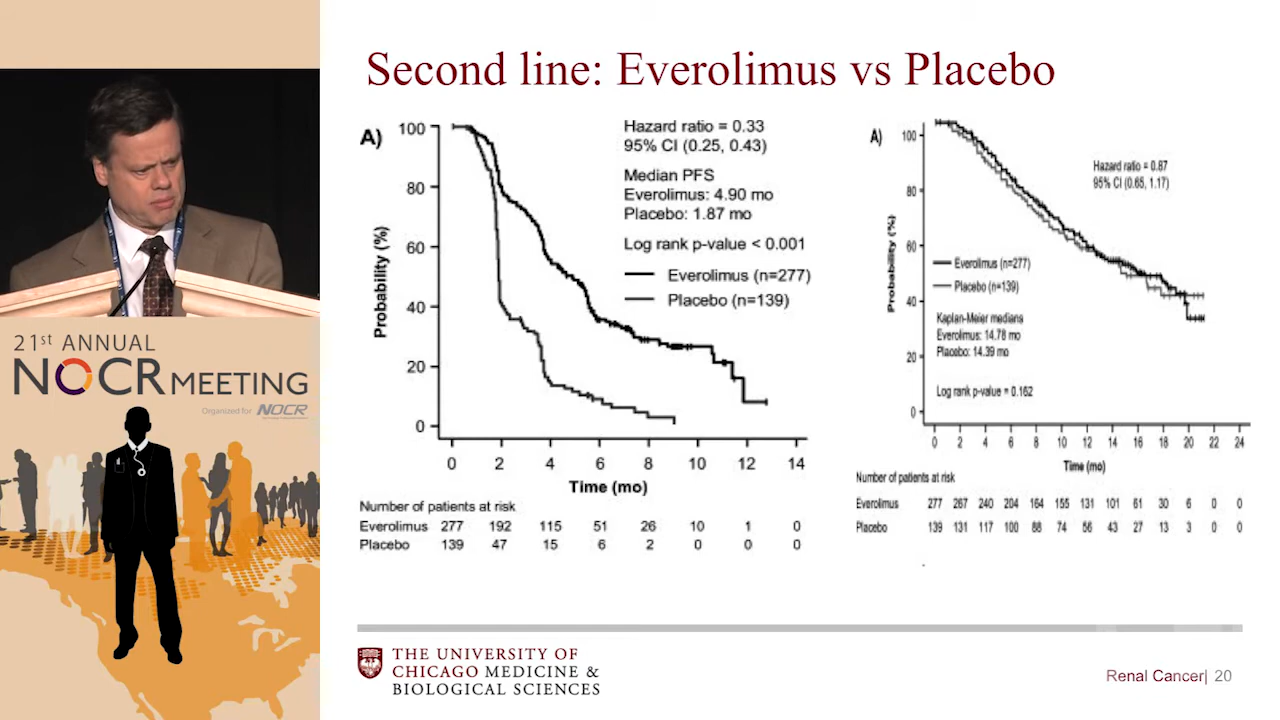 Second line: Everolimus vs Placebo
A)
Hazard ratio = 0.33
95% CI (0.25, 0.43)
Median PFS
Everolimus: 4.90 mo
Placebo: 1.87 mo
Log rank p-value < 0.001
Everolimus (n=277)
Placebo (n=139)
Probability (%)
100
80
60
40
20
0
0 2 4 6 8 10 12 14
Time (mo)
Number of patients at risk
Everolimus 277 192 115 51 26 10 1 0
Placebo 139 47 15 6 2 0 0 0
A)
Hazard ratio = 0.87
95% CI (0.65, 1.17)
Everolimus (n=277)
Placebo (n=139)
Kaplan-Meier medians
Everolimus: 14.78 mo
Placebo: 14.39 mo
Log rank p-value = 0.162
Probability (%)
100
80
60
40
20
0
0 2 4 6 8 10 12 14 16 18 20 22 24
Time (mo)
Number of patients at risk
Everolimus 277 267 240 204 164 155 131 101 61 30 6 0 0
Placebo 139 131 117 100 88 74 56 43 27 13 3 0 0
21st ANNUAL
NOCR MEETING
Organized for NOCR
THE UNIVERSITY OF
CHICAGO MEDICINE &
BIOLOGICAL SCIENCES
Renal Cancer| 20